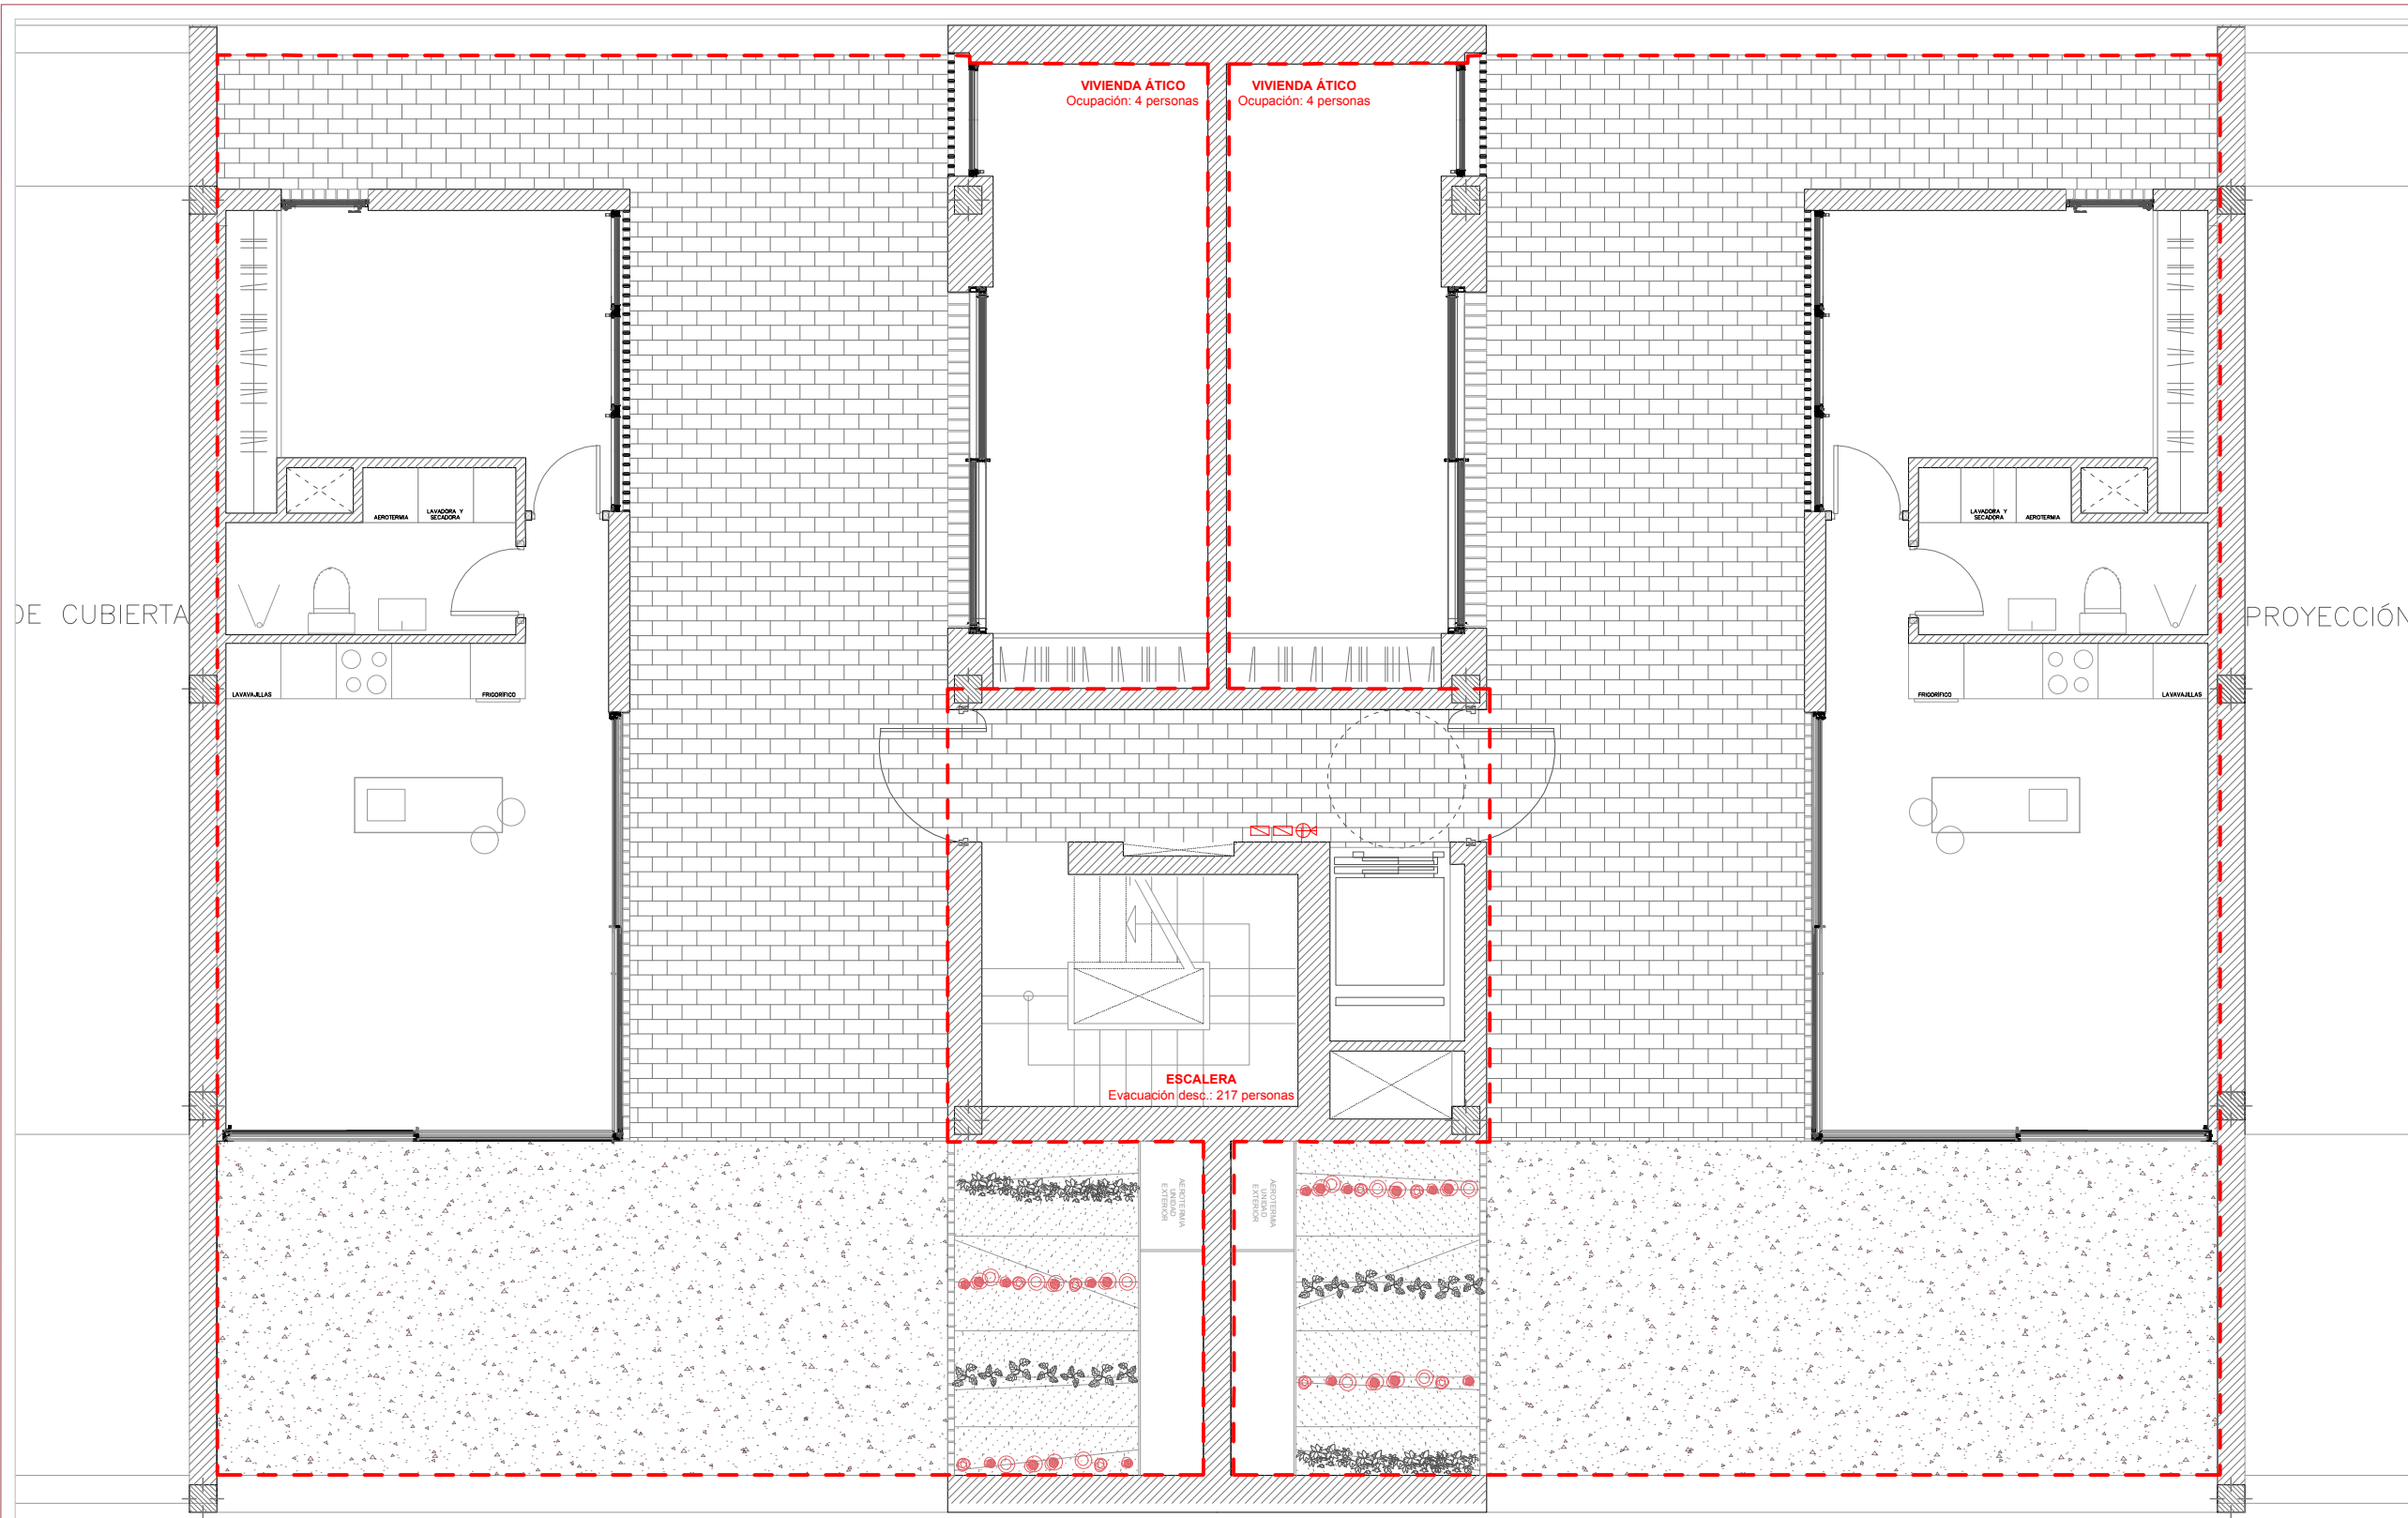 VIVIENDA ÁTICO
Ocupación: 4 personas
VIVIENDA ÁTICO
Ocupación: 4 personas
AEROTERMIA
LAVADORA Y
SECADORA
LAVADORA Y
SECADORA
AEROTERMIA
DE CUBIERTA
PROYECCIÓN
LAVAVAJILLAS
FRIGORÍFICO
FRIGORÍFICO
LAVAVAJILLAS
ESCALERA
Evacuación desc.: 217 personas
AEROTERMIA
UNIDAD
EXTERIOR
AEROTERMIA
UNIDAD
EXTERIOR